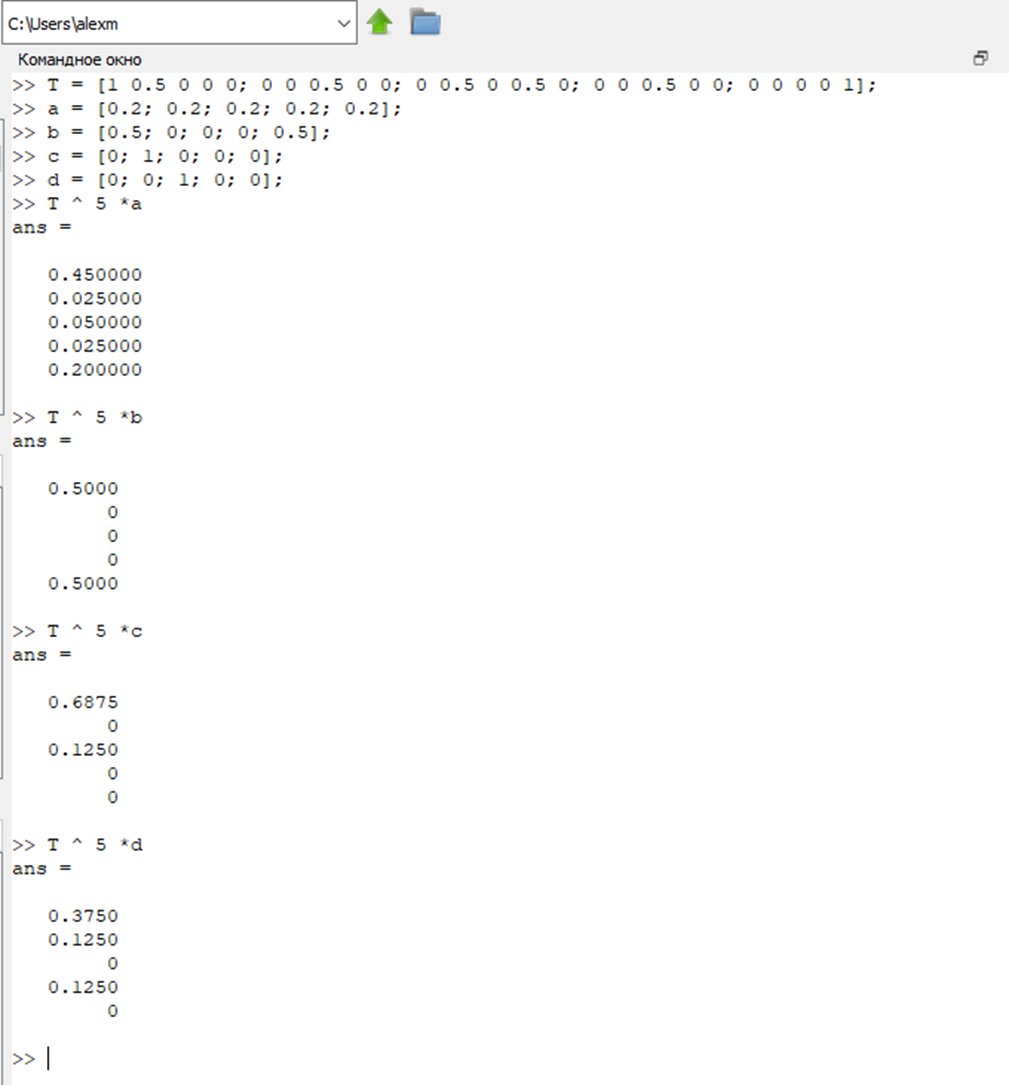 C:\Users\alexm
Командное окно
>> T = [1 0.5 0 0 0; 0 0 0.5 0 0; 0 0.5 0 0.5 0; 0 0 0.5 0 0; 0 0 0 0 1];
>> a = [0.2; 0.2; 0.2; 0.2; 0.2];
>> b = [0.5; 0; 0; 0; 0.5];
>> c = [0; 1; 0; 0; 0];
>> d = [0; 0; 1; 0; 0];
>> T ^ 5 *a
ans =
0.450000
0.025000
0.050000
0.025000
0.200000
>> T ^ 5 *b
ans =
0.5000
0
0
0
0.5000
>> T ^ 5 *c
ans =
0.6875
0
0.1250
0
0
>> T ^ 5 *d
ans =
0.3750
0.1250
0
0.1250
0
>>